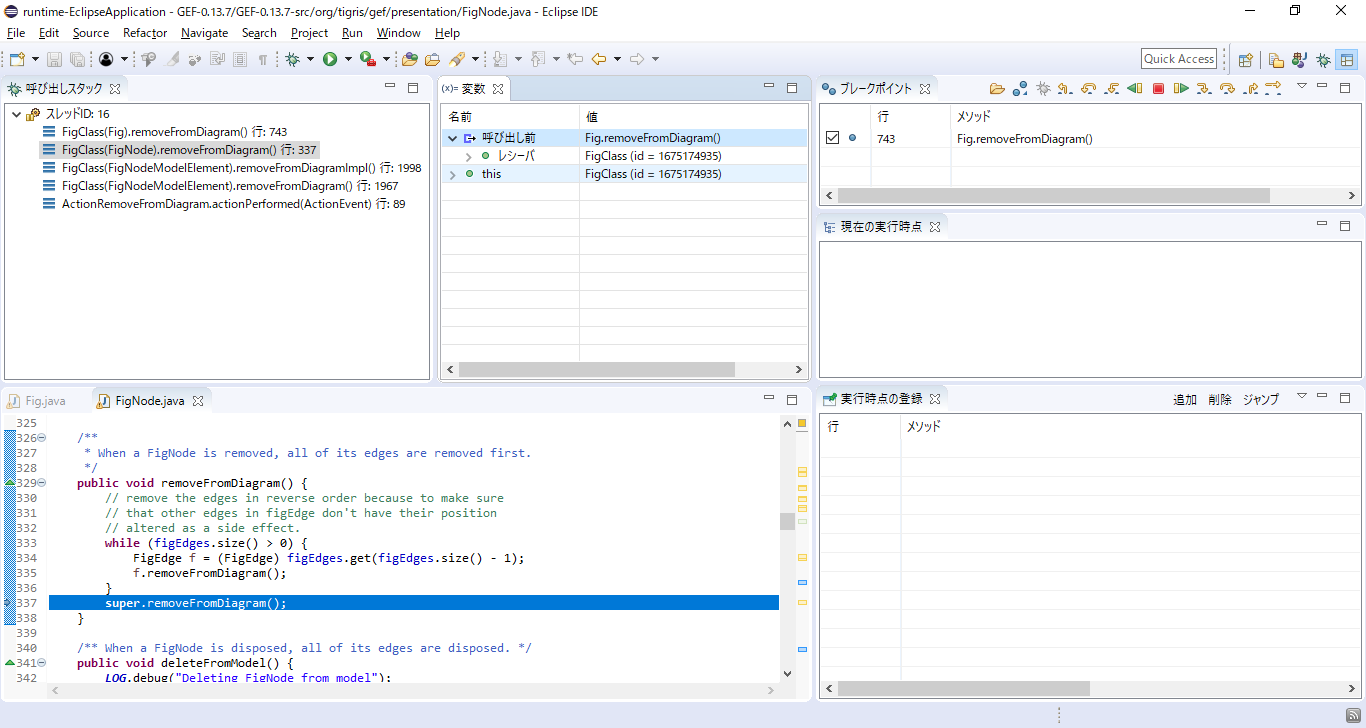 runtime-EclipseApplication - GEF-0.13.7/GEF-0.13.7-src/org/tigris/gef/presentation/FigNode.java - Eclipse IDE
File Edit Source Refactor Navigate Search Project Run Window Help
Quick Access
呼び出しスタック
スレッドID: 16
FigClass(Fig).removeFromDiagram() 行: 743
FigClass(FigNode).removeFromDiagram() 行: 337
FigClass(FigNodeModelElement).removeFromDiagramImpl() 行: 1998
FigClass(FigNodeModelElement).removeFromDiagram() 行: 1967
ActionRemoveFromDiagram.actionPerformed(ActionEvent) 行: 89
(x)= 変数
名前 値
呼び出し前 Fig.removeFromDiagram()
レシーバ FigClass (id = 1675174935)
this FigClass (id = 1675174935)
ブレークポイント
行 メソッド
743 Fig.removeFromDiagram()
現在の実行時点
Fig.java FigNode.java
325
326 /**
327 * When a FigNode is removed, all of its edges are removed first.
328 */
329 public void removeFromDiagram() {
330 // remove the edges in reverse order because to make sure
331 // that other edges in figEdge don't have their position
332 // altered as a side effect.
333 while (figEdges.size() > 0) {
334 FigEdge f = (FigEdge) figEdges.get(figEdges.size() - 1);
335 f.removeFromDiagram();
336 }
337 super.removeFromDiagram();
338 }
339
340 /** When a FigNode is disposed, all of its edges are disposed. */
341 public void deleteFromModel() {
342 LOG.debug("Deleting FigNode from model");
実行時点の登録 追加 削除 ジャンプ
行 メソッド